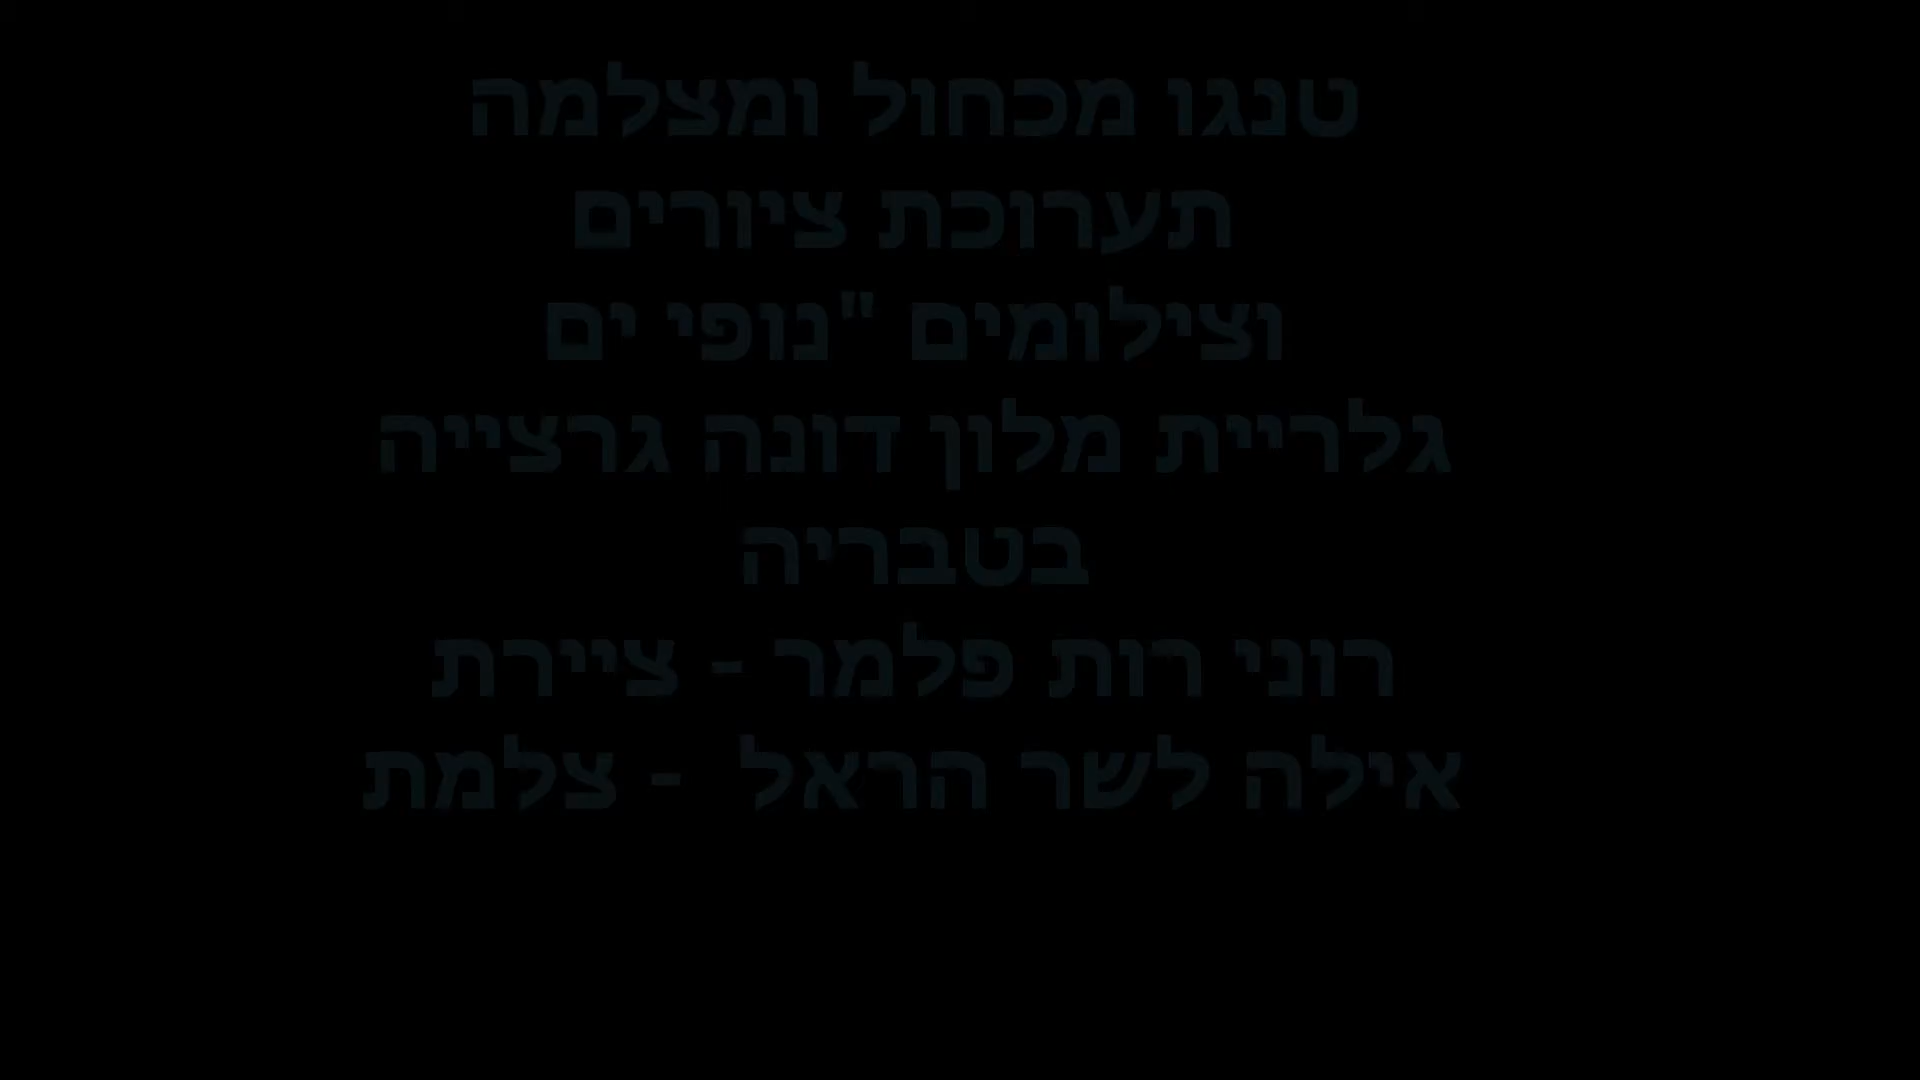 טנגו מכחול ומצלמה
תערוכת ציורים
וצילומים "נופי ים
גלריית מלון דונה גרצייה
בטבריה
רוני רות פלמר - ציירת
אילה לשר הראל - צלמת